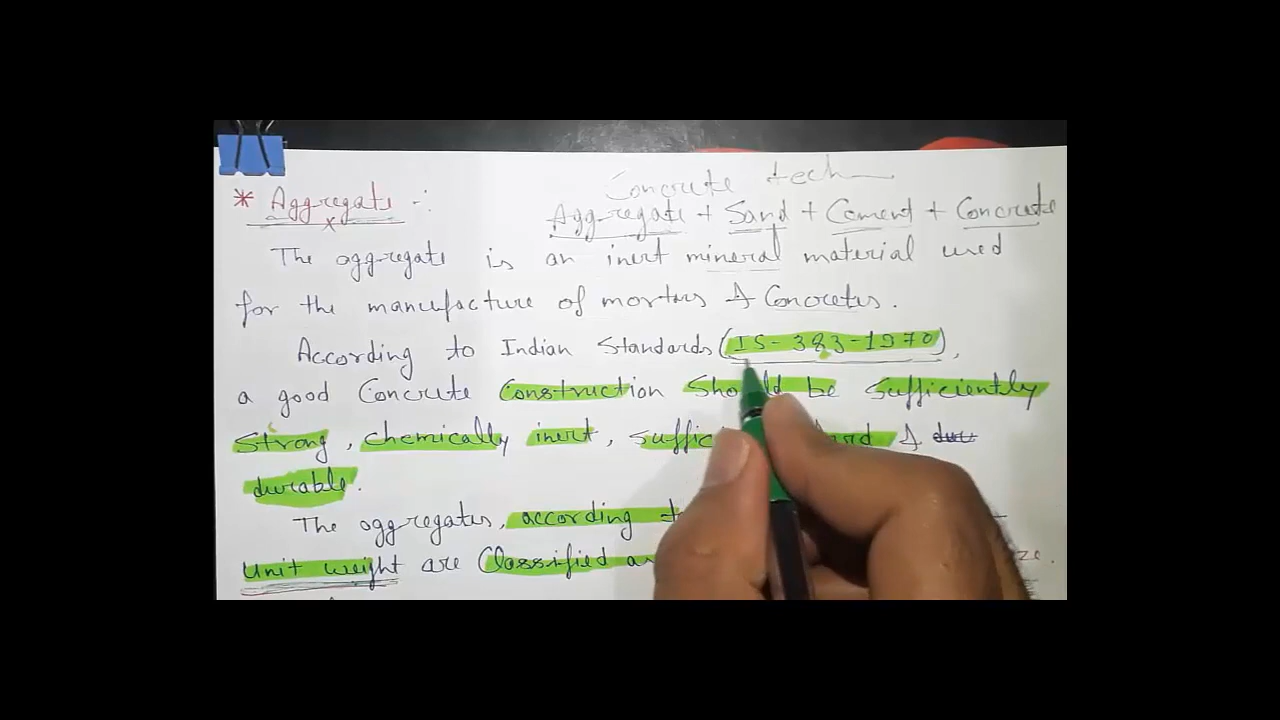 Concrete tech
* Aggregate -:
Aggregate + Sand + Cement + Concrete
The aggregate is an inert mineral material used
for the manufacture of mortars & Concretes.
According to Indian Standards (IS-383-1970),
a good Concrete Construction Should be Sufficiently
Strong, chemically inert, hard &
durable.
The aggregates, according
Unit weight are Classified